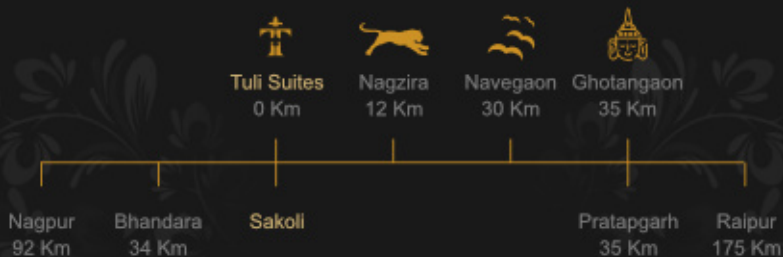 Tuli Suites
0 Km
Nagzira
12 Km
Navegaon
30 Km
Ghotangaon
35 Km
Nagpur
92 Km
Bhandara
34 Km
Sakoli
Pratapgarh
35 Km
Raipur
175 Km